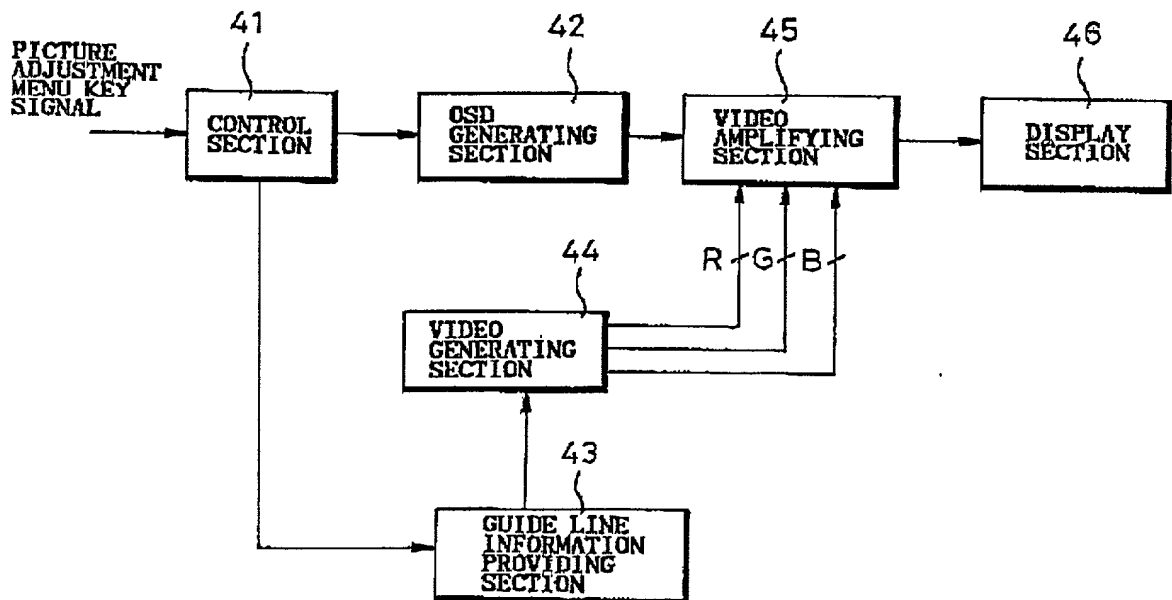 41
42
45
46
PICTURE
ADJUSTMENT
MENU KEY
SIGNAL
CONTROL
SECTION
OSD
GENERATING
SECTION
VIDEO
AMPLIFYING
SECTION
DISPLAY
SECTION
R G B
44
VIDEO
GENERATING
SECTION
43
GUIDE LINE
INFORMATION
PROVIDING
SECTION